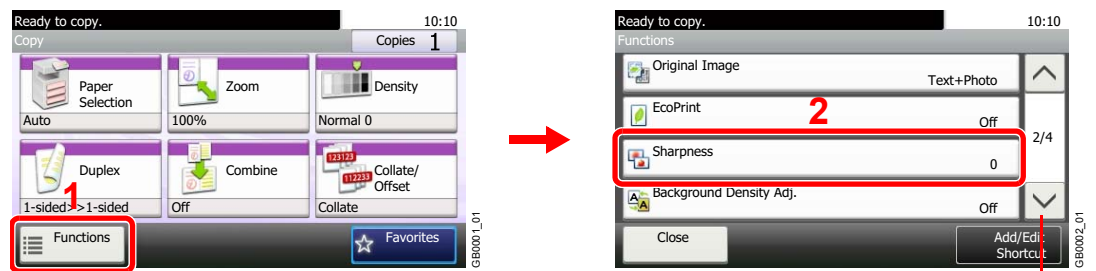 Ready to copy. 10:10
Copy Copies 1
Paper Selection
Auto
Zoom
100%
Density
Normal 0
Duplex
1-sided>>1-sided
Combine
Off
123123
112233
Collate/
Offset
Collate
1
Functions
Favorites
GB0001_01
Ready to copy. 10:10
Functions
Original Image
Text+Photo
EcoPrint
Off
2
2/4
Sharpness
0
Background Density Adj.
Off
Close
Add/Edit
Shortcut
GB0002_01